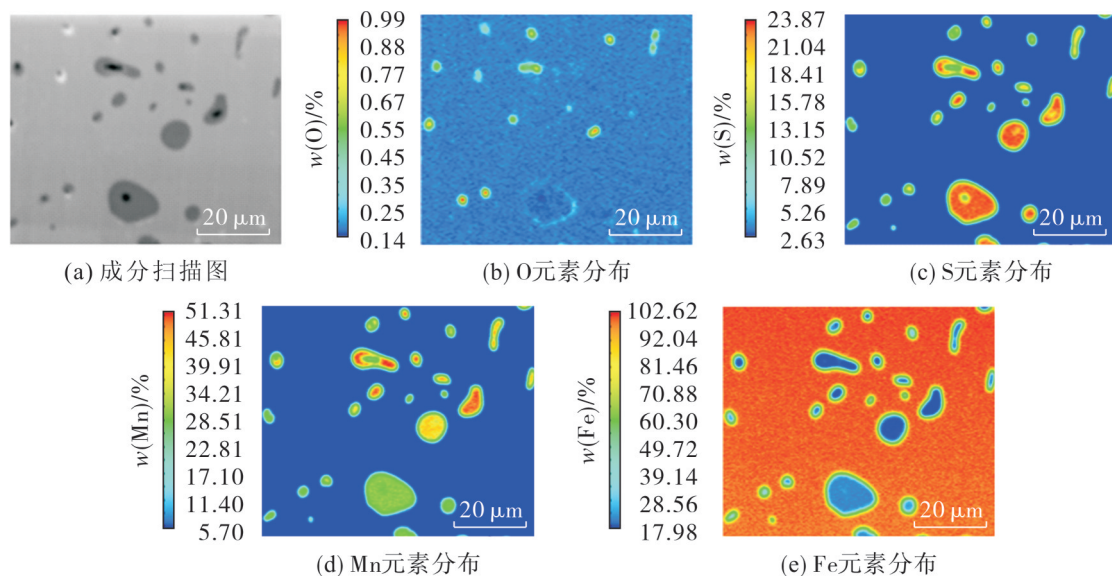 20 μm
(a) 成分扫描图
w(O)/%
0.99
0.88
0.77
0.67
0.56
0.45
0.35
0.25
0.14
20 μm
(b) O元素分布
w(S)/%
23.87
21.04
18.41
15.78
13.15
10.52
7.89
5.26
2.63
20 μm
(c) S元素分布
w(Mn)/%
51.31
45.81
39.91
34.21
28.51
22.81
17.10
11.40
5.70
20 μm
(d) Mn元素分布
w(Fe)/%
102.62
92.04
81.46
70.88
60.30
49.72
39.14
28.56
17.98
20 μm
(e) Fe元素分布